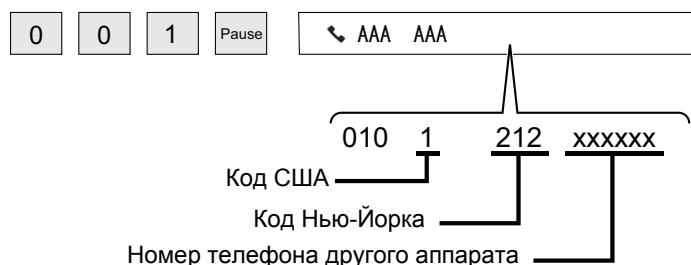 0 0 1 Pause AAA AAA
010 1 212 xxxxxx
Код США
Код Нью-Йорка
Номер телефона другого аппарата